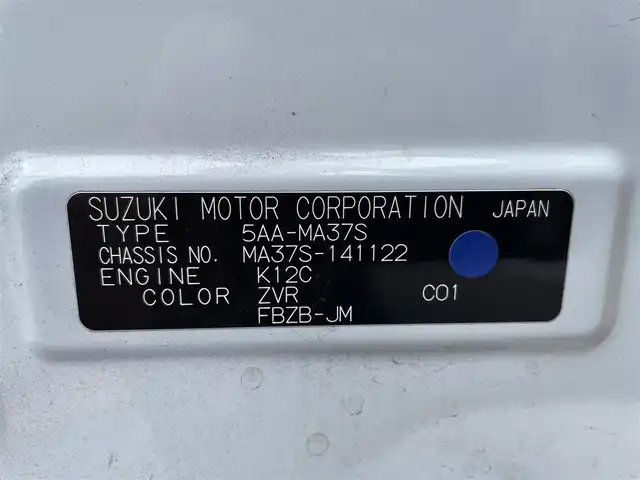 SUZUKI MOTOR CORPORATION JAPAN
TYPE 5AA-MA37S
CHASSIS NO. MA37S-141122
ENGINE K12C
COLOR ZVR C01
FBZB-JM